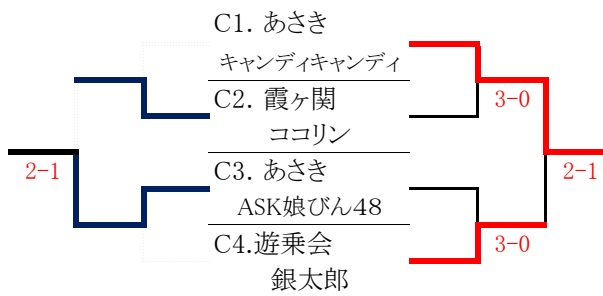 C1. あさき
キャンディキャンディ
C2. 霞ヶ関
3-0
ココリン
2-1
C3. あさき
2-1
ASK娘びん48
C4.遊乗会
3-0
銀太郎